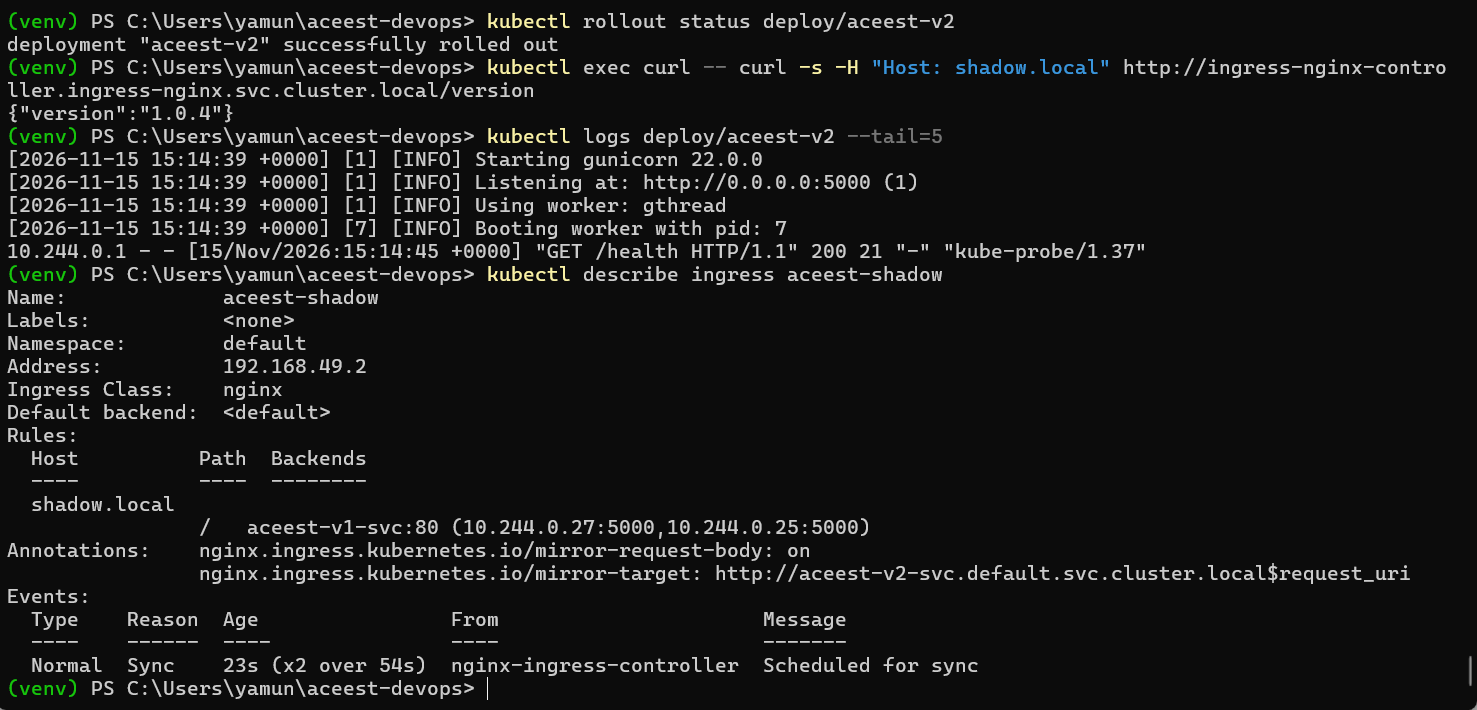 (venv) PS C:\Users\yamun\aceest-devops> kubectl rollout status deploy/aceest-v2
deployment "aceest-v2" successfully rolled out
(venv) PS C:\Users\yamun\aceest-devops> kubectl exec curl -- curl -s -H "Host: shadow.local" http://ingress-nginx-contro
ller.ingress-nginx.svc.cluster.local/version
{"version":"1.0.4"}
(venv) PS C:\Users\yamun\aceest-devops> kubectl logs deploy/aceest-v2 --tail=5
[2026-11-15 15:14:39 +0000] [1] [INFO] Starting gunicorn 22.0.0
[2026-11-15 15:14:39 +0000] [1] [INFO] Listening at: http://0.0.0.0:5000 (1)
[2026-11-15 15:14:39 +0000] [1] [INFO] Using worker: gthread
[2026-11-15 15:14:39 +0000] [7] [INFO] Booting worker with pid: 7
10.244.0.1 - - [15/Nov/2026:15:14:45 +0000] "GET /health HTTP/1.1" 200 21 "-" "kube-probe/1.37"
(venv) PS C:\Users\yamun\aceest-devops> kubectl describe ingress aceest-shadow
Name:             aceest-shadow
Labels:           <none>
Namespace:        default
Address:          192.168.49.2
Ingress Class:    nginx
Default backend:  <default>
Rules:
  Host          Path  Backends
  ----          ----  --------
  shadow.local
                /   aceest-v1-svc:80 (10.244.0.27:5000,10.244.0.25:5000)
Annotations:    nginx.ingress.kubernetes.io/mirror-request-body: on
                nginx.ingress.kubernetes.io/mirror-target: http://aceest-v2-svc.default.svc.cluster.local$request_uri
Events:
  Type    Reason  Age                From                      Message
  ----    ------  ----               ----                      -------
  Normal  Sync    23s (x2 over 54s)  nginx-ingress-controller  Scheduled for sync
(venv) PS C:\Users\yamun\aceest-devops>